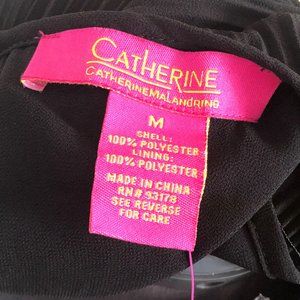 CATHERINE
CATHERINEMALANDRINO
M
SHELL:
100% POLYESTER
LINING:
100% POLYESTER
MADE IN CHINA
RN# 93178
SEE REVERSE
FOR CARE